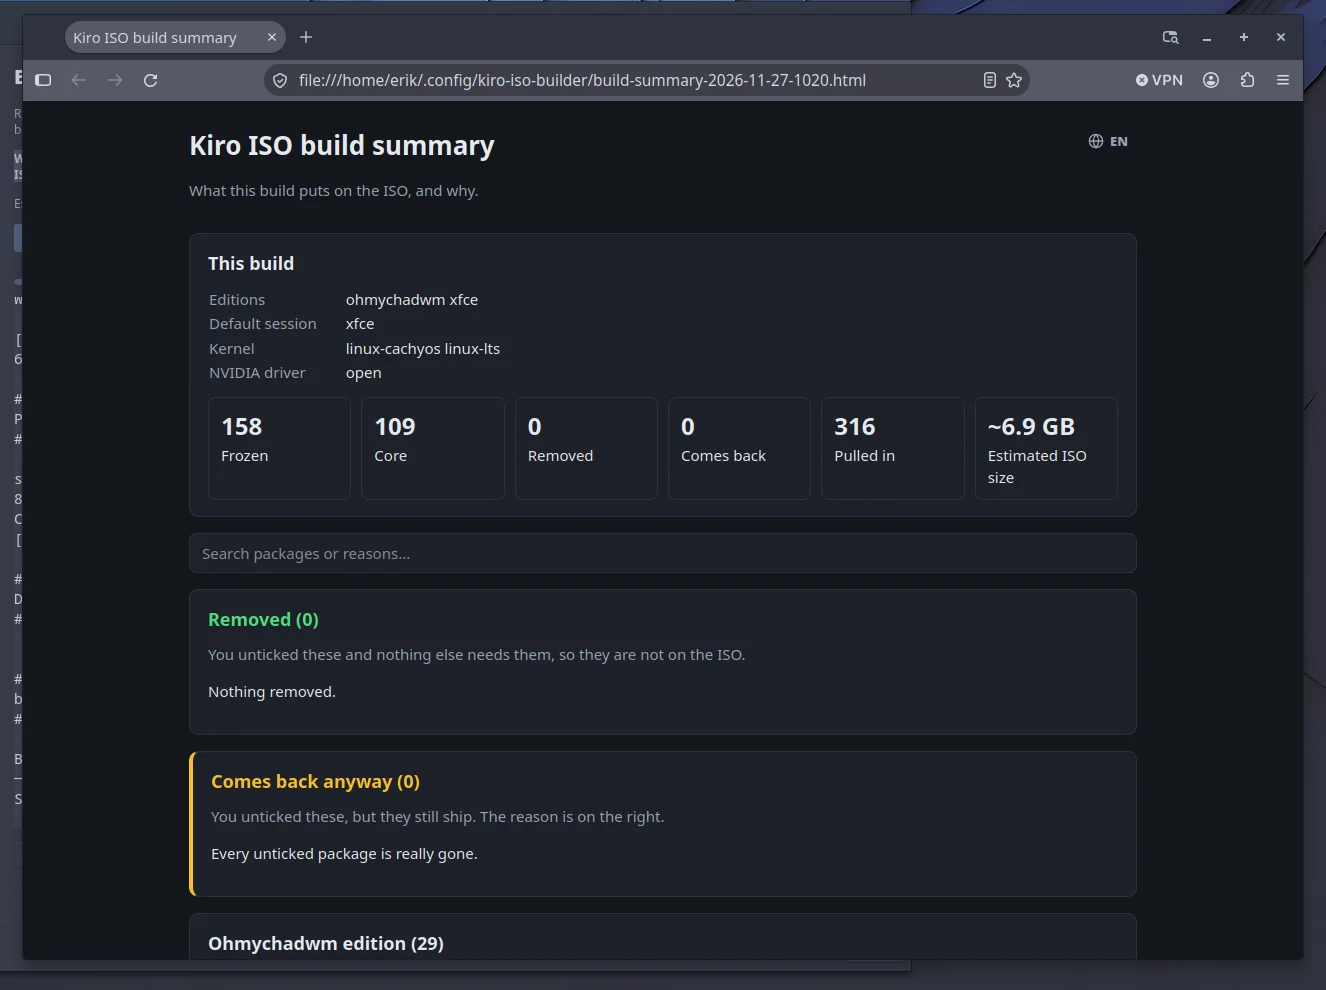 Kiro ISO build summary
file:///home/erik/.config/kiro-iso-builder/build-summary-2026-11-27-1020.html
VPN
Kiro ISO build summary
EN
What this build puts on the ISO, and why.
This build
Editions ohmychadwm xfce
Default session xfce
Kernel linux-cachyos linux-lts
NVIDIA driver open
158 109 0 0 316 ~6.9 GB
Frozen Core Removed Comes back Pulled in Estimated ISO
size
Search packages or reasons...
Removed (0)
You unticked these and nothing else needs them, so they are not on the ISO.
Nothing removed.
Comes back anyway (0)
You unticked these, but they still ship. The reason is on the right.
Every unticked package is really gone.
Ohmychadwm edition (29)